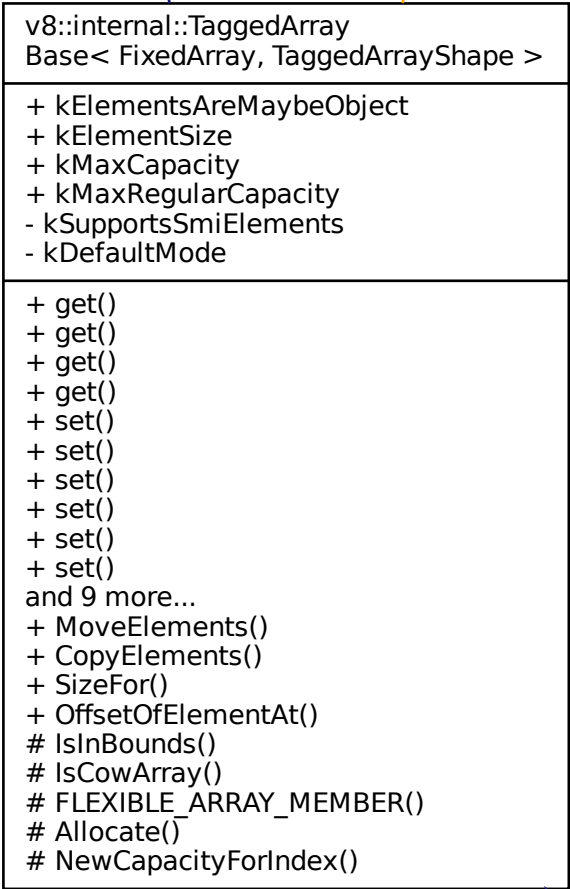 v8::internal::TaggedArray
Base< FixedArray, TaggedArrayShape >
+ kElementsAreMaybeObject
+ kElementSize
+ kMaxCapacity
+ kMaxRegularCapacity
- kSupportsSmiElements
- kDefaultMode
+ get()
+ get()
+ get()
+ get()
+ set()
+ set()
+ set()
+ set()
+ set()
+ set()
and 9 more...
+ MoveElements()
+ CopyElements()
+ SizeFor()
+ OffsetOfElementAt()
# IsInBounds()
# IsCowArray()
# FLEXIBLE_ARRAY_MEMBER()
# Allocate()
# NewCapacityForIndex()